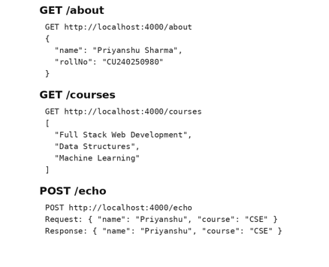 GET /about
GET http://localhost:4000/about
{
  "name": "Priyanshu Sharma",
  "rollNo": "CU240250980"
}
GET /courses
GET http://localhost:4000/courses
[
  "Full Stack Web Development",
  "Data Structures",
  "Machine Learning"
]
POST /echo
POST http://localhost:4000/echo
Request: { "name": "Priyanshu", "course": "CSE" }
Response: { "name": "Priyanshu", "course": "CSE" }